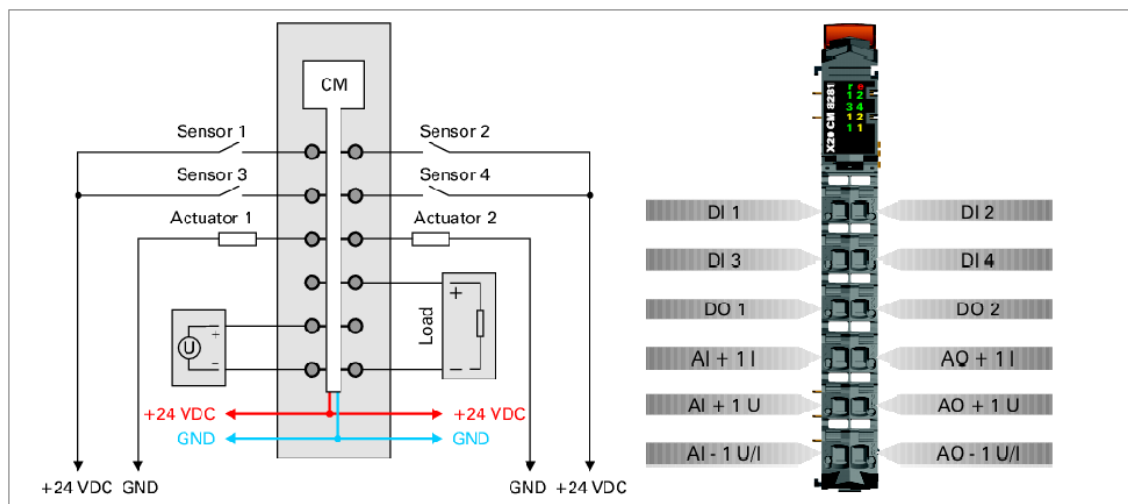 CM
Sensor 1
Sensor 2
Sensor 3
Sensor 4
Actuator 1
Actuator 2
+
Load
U
+
−
−
+24 VDC
+24 VDC
GND
GND
+24 VDC GND
GND +24 VDC
X20 CM 8281
r e
1 2
3 4
1 2
1 1
DI 1
DI 2
DI 3
DI 4
DO 1
DO 2
AI + 1 I
AO + 1 I
AI + 1 U
AO + 1 U
AI - 1 U/I
AO - 1 U/I